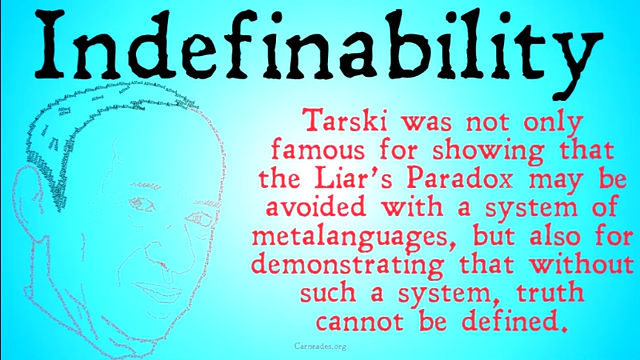 Indefinability
Tarski was not only
famous for showing that
the Liar's Paradox may be
avoided with a system of
metalanguages, but also for
demonstrating that without
such a system, truth
cannot be defined.
Carneades.org